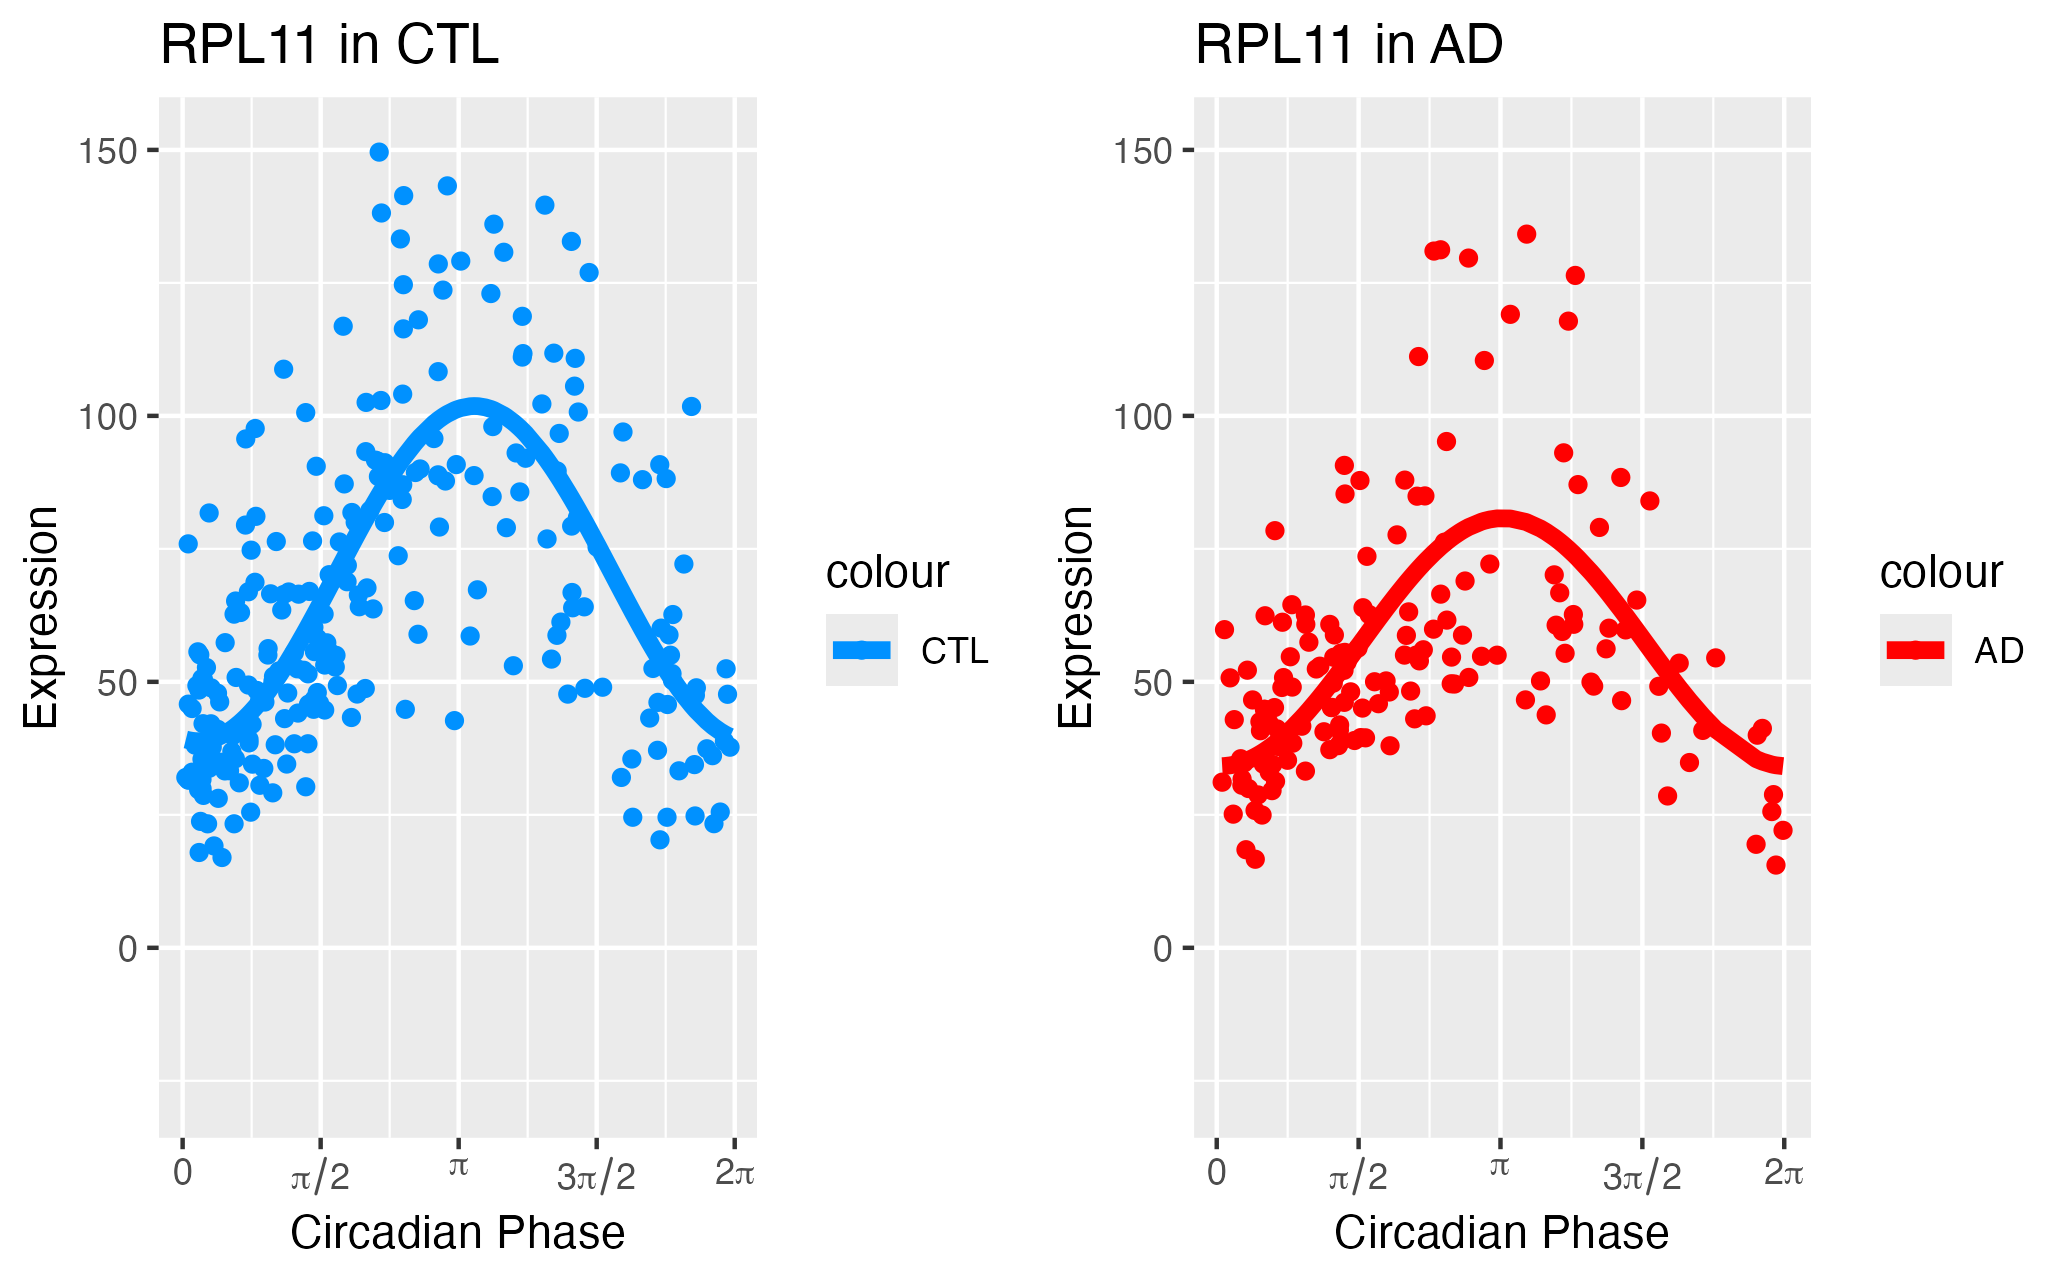 RPL11 in CTL
150
100
50
0
Expression
0 π/2 π 3π/2 2π
Circadian Phase
colour
CTL
RPL11 in AD
150
100
50
0
Expression
0 π/2 π 3π/2 2π
Circadian Phase
colour
AD